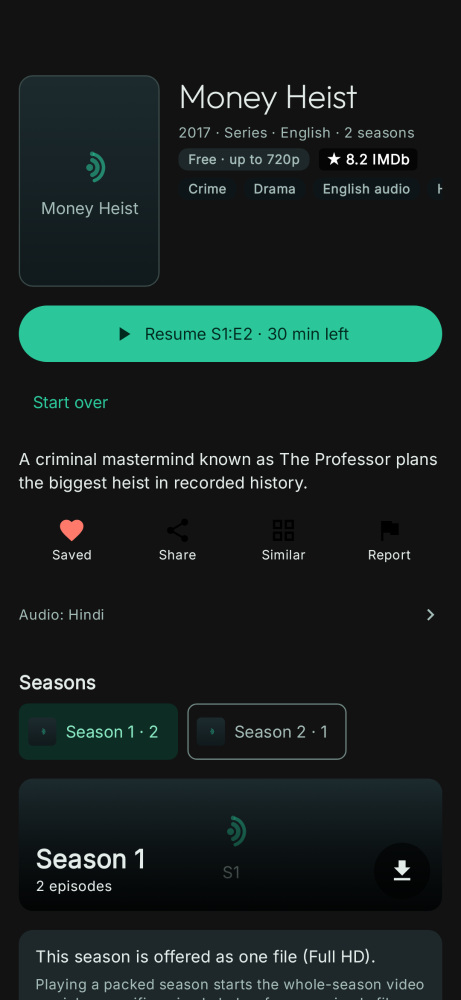 Money Heist
Money Heist
2017 · Series · English · 2 seasons
Free · up to 720p
★ 8.2 IMDb
Crime
Drama
English audio
Resume S1:E2 · 30 min left
Start over
A criminal mastermind known as The Professor plans
the biggest heist in recorded history.
Saved
Share
Similar
Report
Audio: Hindi
Seasons
Season 1 · 2
Season 2 · 1
S1
Season 1
2 episodes
This season is offered as one file (Full HD).
Playing a packed season starts the whole-season video